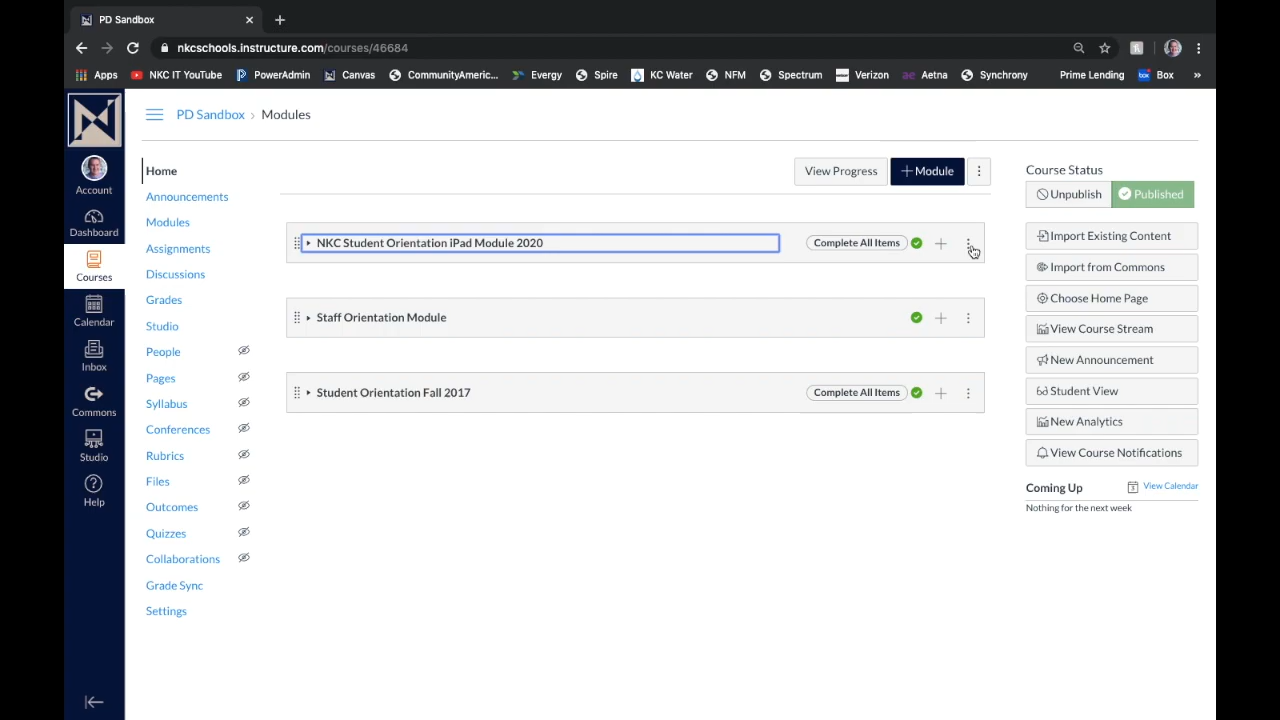 PD Sandbox
nkcschools.instructure.com/courses/46684
Apps NKC IT YouTube PowerAdmin Canvas CommunityAmeric... Evergy Spire KC Water NFM Spectrum Verizon Aetna Synchrony Prime Lending Box »
PD Sandbox › Modules
Account
Dashboard
Courses
Calendar
Inbox
Commons
Studio
Help
Home
Announcements
Modules
Assignments
Discussions
Grades
Studio
People
Pages
Syllabus
Conferences
Rubrics
Files
Outcomes
Quizzes
Collaborations
Grade Sync
Settings
View Progress + Module
NKC Student Orientation iPad Module 2020 Complete All Items
Staff Orientation Module
Student Orientation Fall 2017 Complete All Items
Course Status
Unpublish Published
Import Existing Content
Import from Commons
Choose Home Page
View Course Stream
New Announcement
Student View
New Analytics
View Course Notifications
Coming Up View Calendar
Nothing for the next week